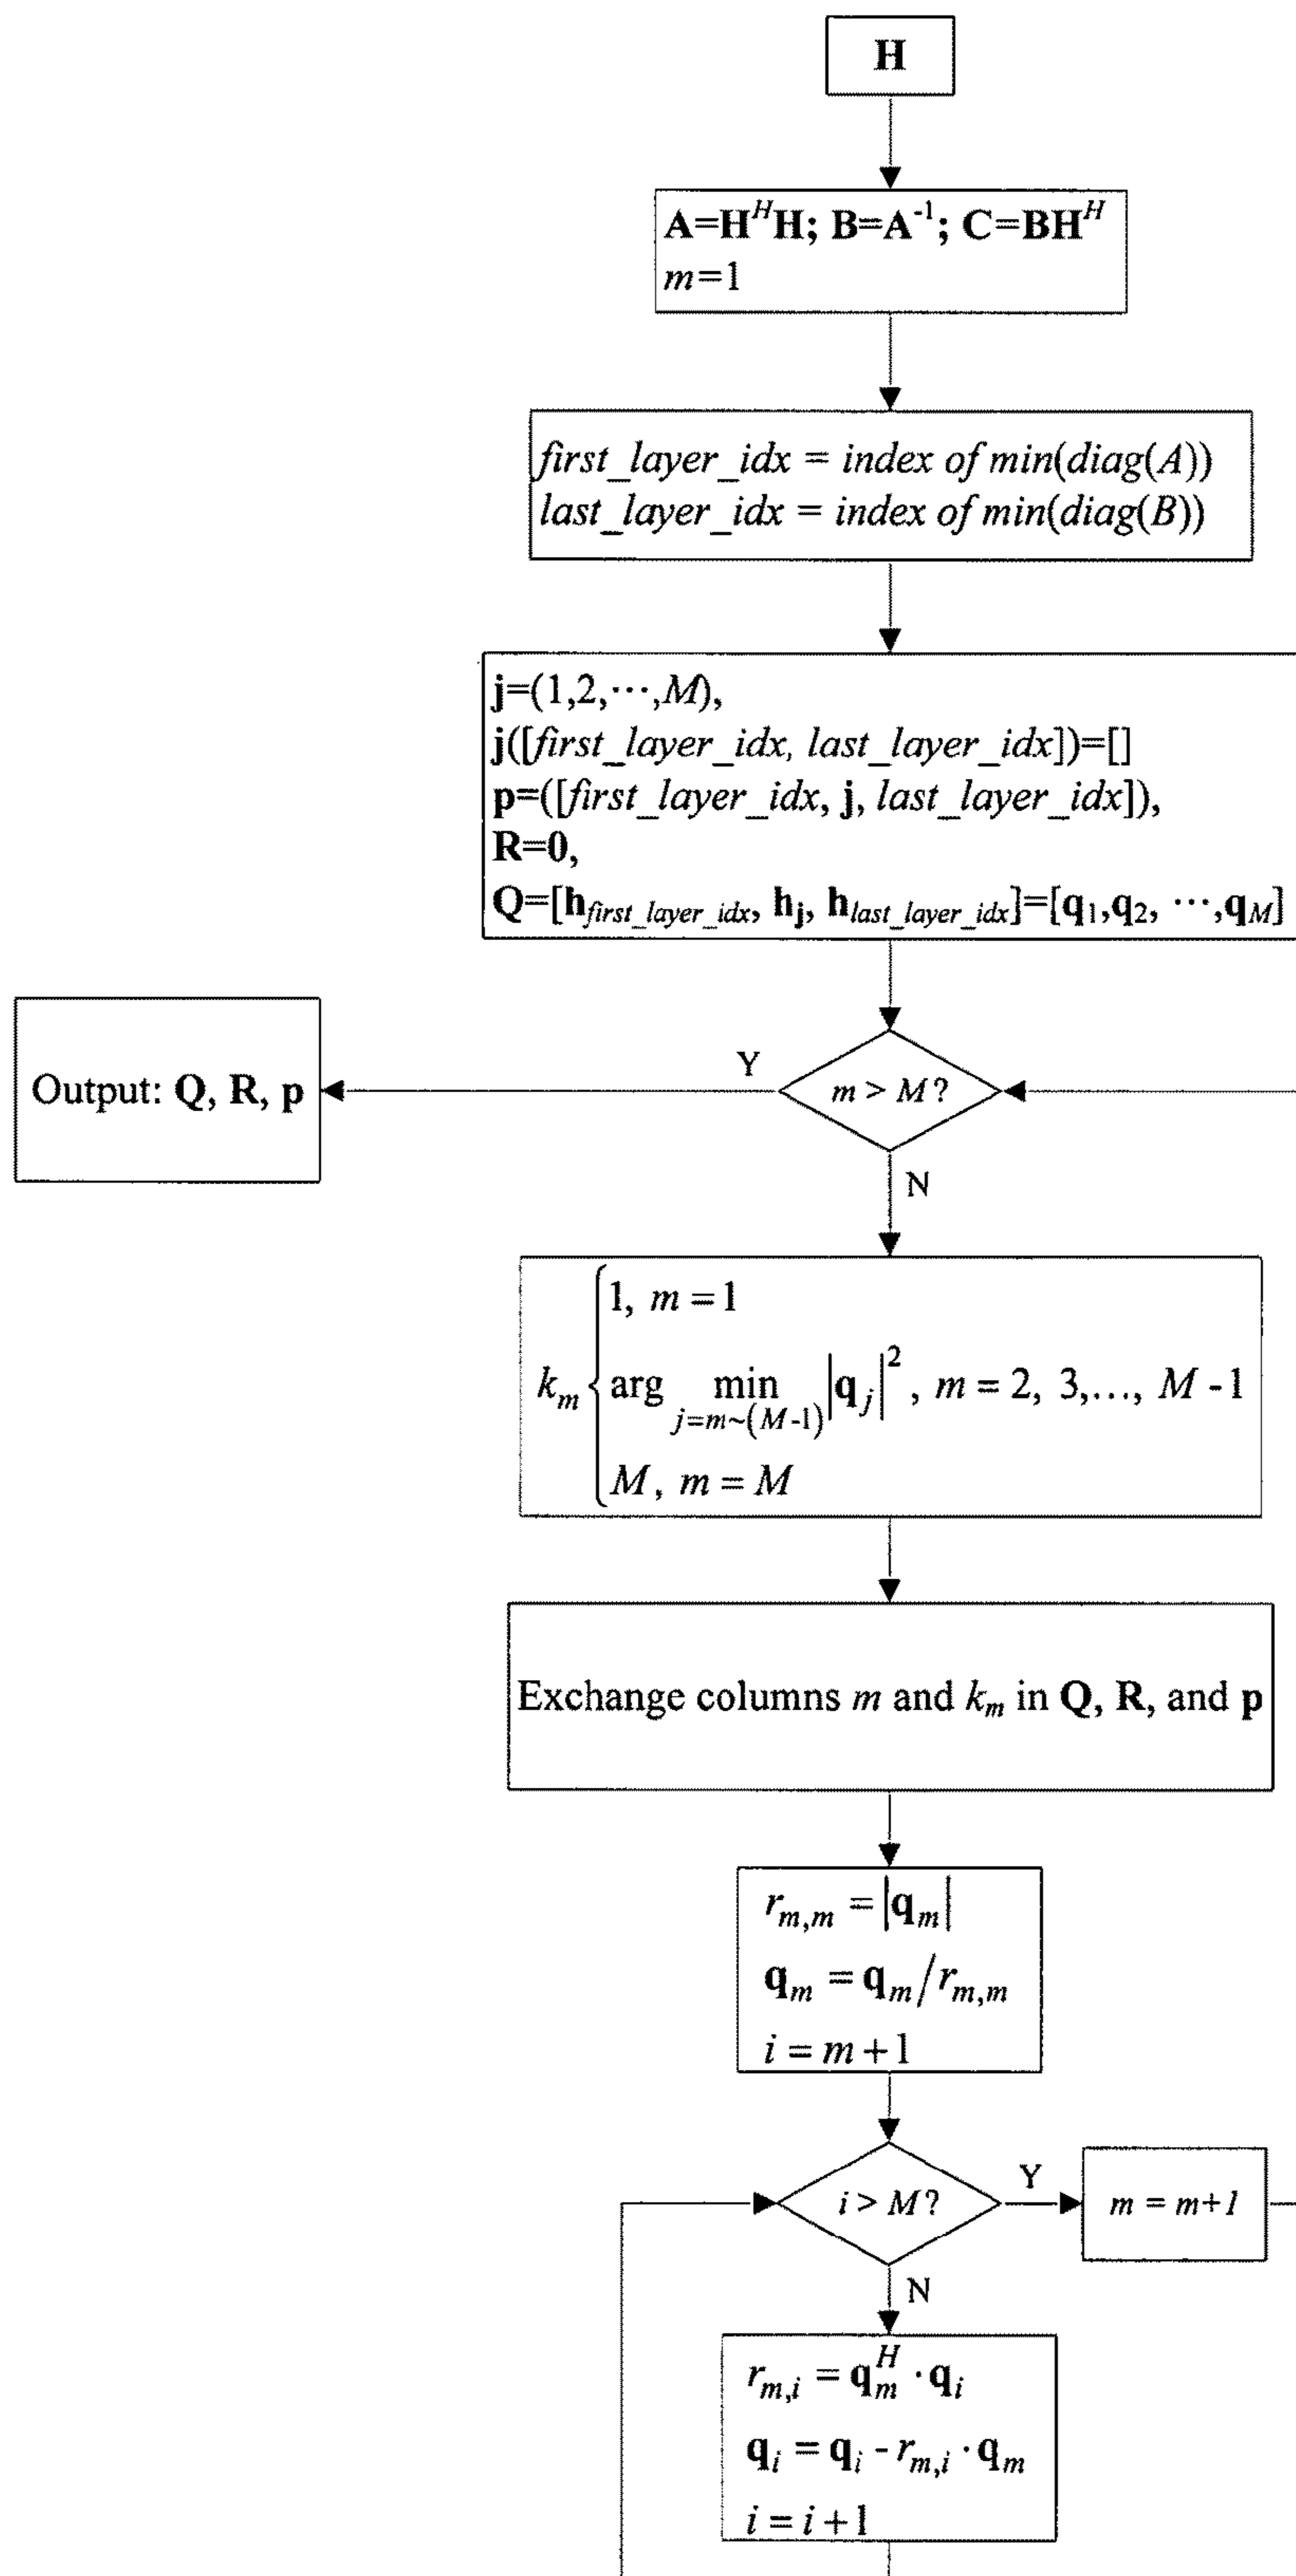 H
A=H^H H; B=A^-1; C=BH^H
m=1
first_layer_idx = index of min(diag(A))
last_layer_idx = index of min(diag(B))
j=(1,2,⋯,M),
j([first_layer_idx, last_layer_idx])=[]
p=([first_layer_idx, j, last_layer_idx]),
R=0,
Q=[h_first_layer_idx, h_j, h_last_layer_idx]=[q_1,q_2, ⋯,q_M]
Y
m > M?
Output: Q, R, p
N
k_m { 1, m = 1
arg min_{j=m~(M-1)} |q_j|^2 , m = 2, 3,..., M - 1
M, m = M
Exchange columns m and k_m in Q, R, and p
r_{m,m} = |q_m|
q_m = q_m / r_{m,m}
i = m + 1
i > M?
Y
m = m+1
N
r_{m,i} = q_m^H · q_i
q_i = q_i - r_{m,i} · q_m
i = i + 1